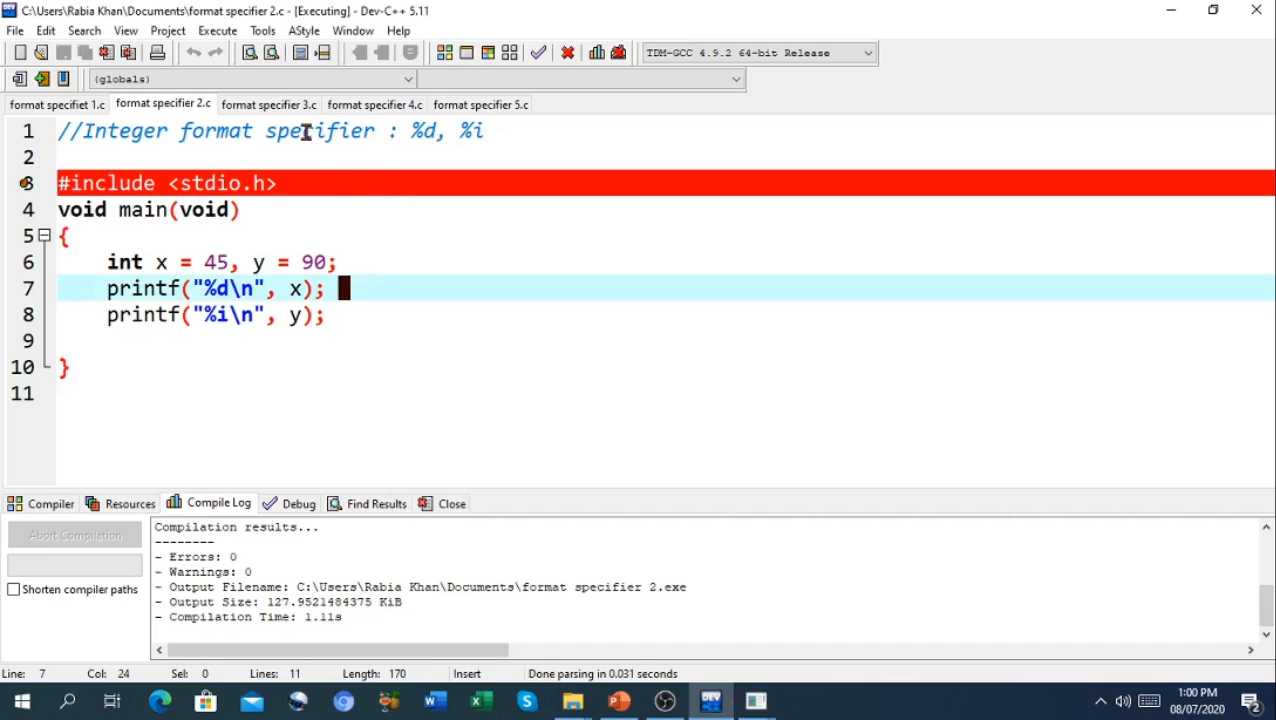 C:\Users\Rabia Khan\Documents\format specifier 2.c - [Executing] - Dev-C++ 5.11
File Edit Search View Project Execute Tools AStyle Window Help
TDM-GCC 4.9.2 64-bit Release
(globals)
format specifiet 1.c format specifier 2.c format specifier 3.c format specifier 4.c format specifier 5.c
1 //Integer format specifier : %d, %i
2
3 #include <stdio.h>
4 void main(void)
5 {
6 int x = 45, y = 90;
7 printf("%d\n", x);
8 printf("%i\n", y);
9
10 }
11
Compiler Resources Compile Log Debug Find Results Close
Abort Compilation
Shorten compiler paths
Compilation results...
--------
- Errors: 0
- Warnings: 0
- Output Filename: C:\Users\Rabia Khan\Documents\format specifier 2.exe
- Output Size: 127.9521484375 KiB
- Compilation Time: 1.11s
Line: 7 Col: 24 Sel: 0 Lines: 11 Length: 170 Insert Done parsing in 0.031 seconds
DEV
1:00 PM
08/07/2020
2